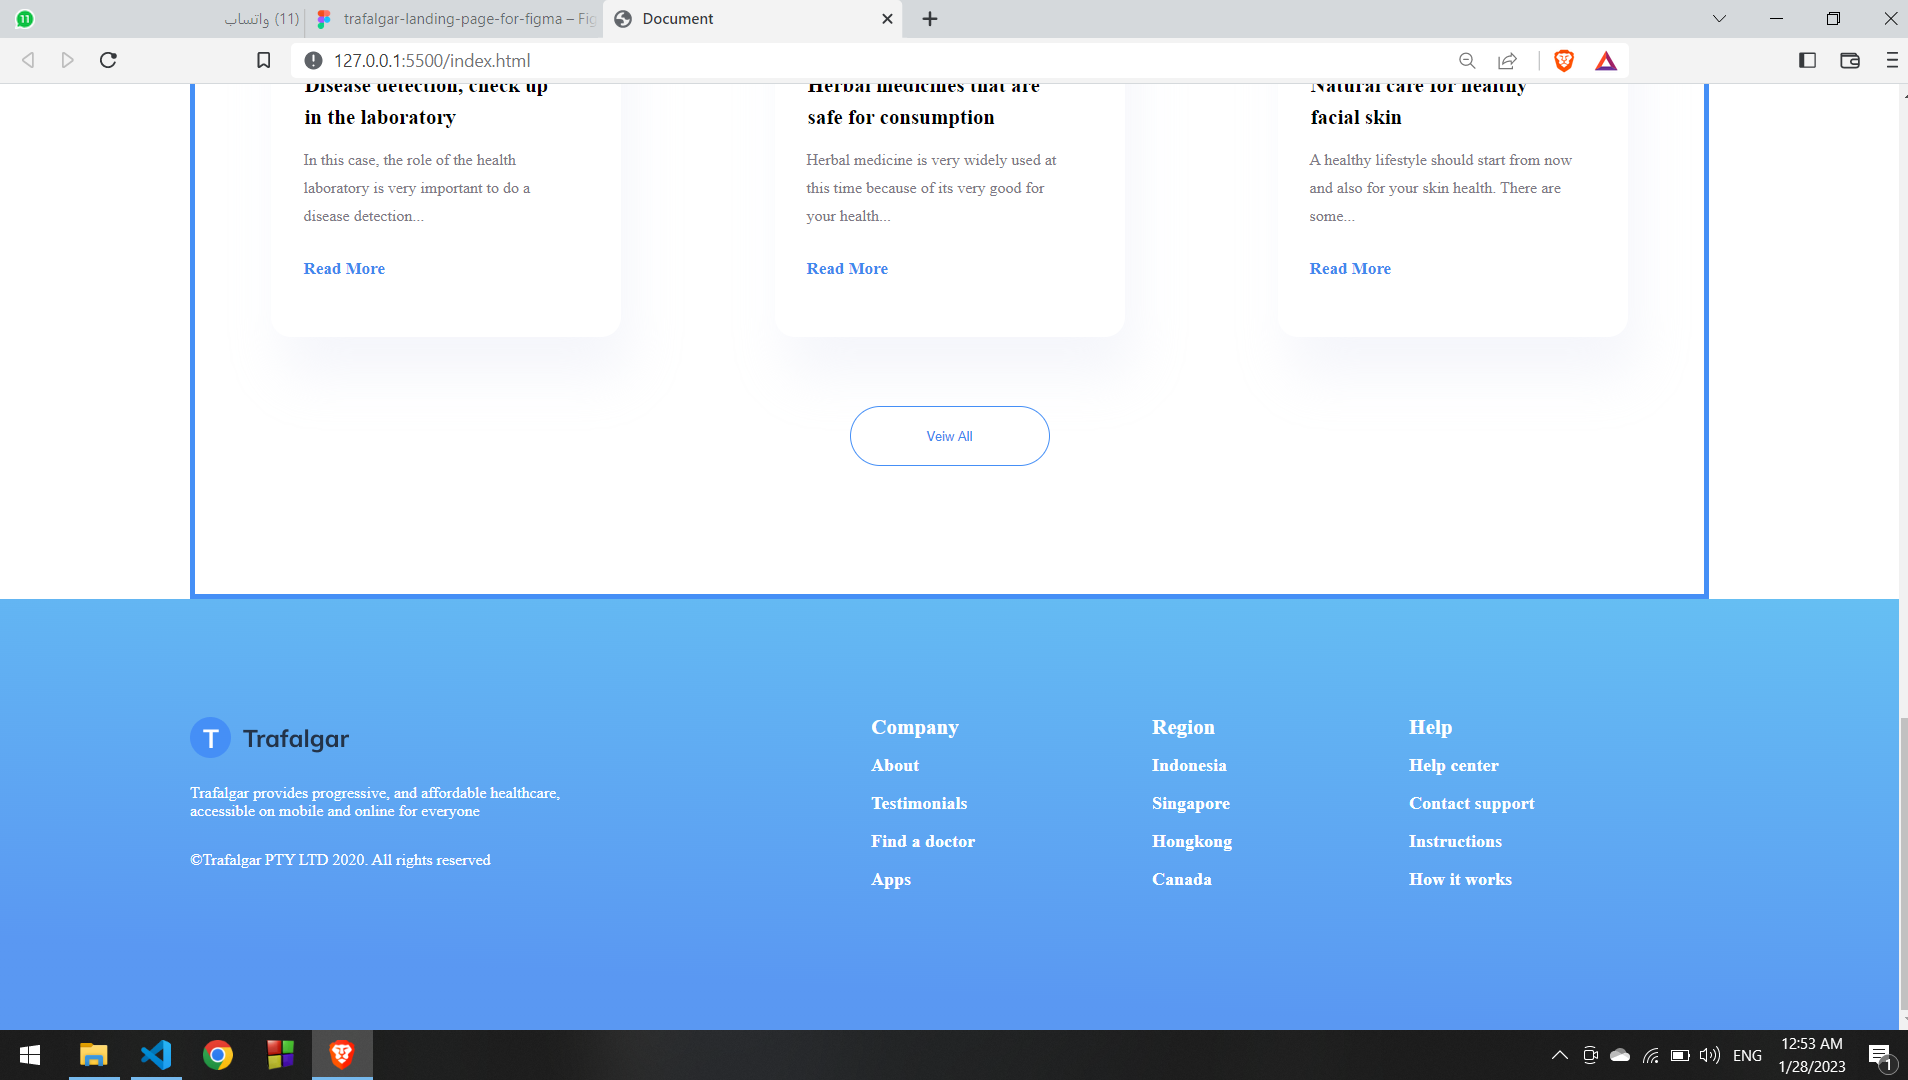 11
(11) واتساب
trafalgar-landing-page-for-figma – Fig
Document
127.0.0.1:5500/index.html
Disease detection, check up
in the laboratory
In this case, the role of the health
laboratory is very important to do a
disease detection...
Read More
Herbal medicines that are
safe for consumption
Herbal medicine is very widely used at
this time because of its very good for
your health...
Read More
Natural care for healthy
facial skin
A healthy lifestyle should start from now
and also for your skin health. There are
some...
Read More
Veiw All
T Trafalgar
Trafalgar provides progressive, and affordable healthcare,
accessible on mobile and online for everyone
©Trafalgar PTY LTD 2020. All rights reserved
Company
About
Testimonials
Find a doctor
Apps
Region
Indonesia
Singapore
Hongkong
Canada
Help
Help center
Contact support
Instructions
How it works
ENG
12:53 AM
1/28/2023
1